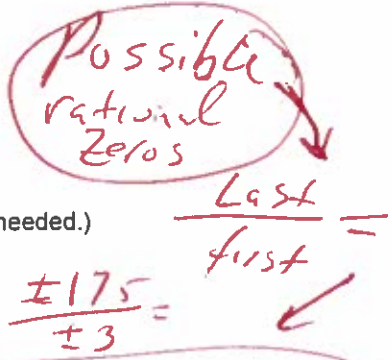 Possible
rational
Zeros
needed.)
Last
first
=
±175
±3
=